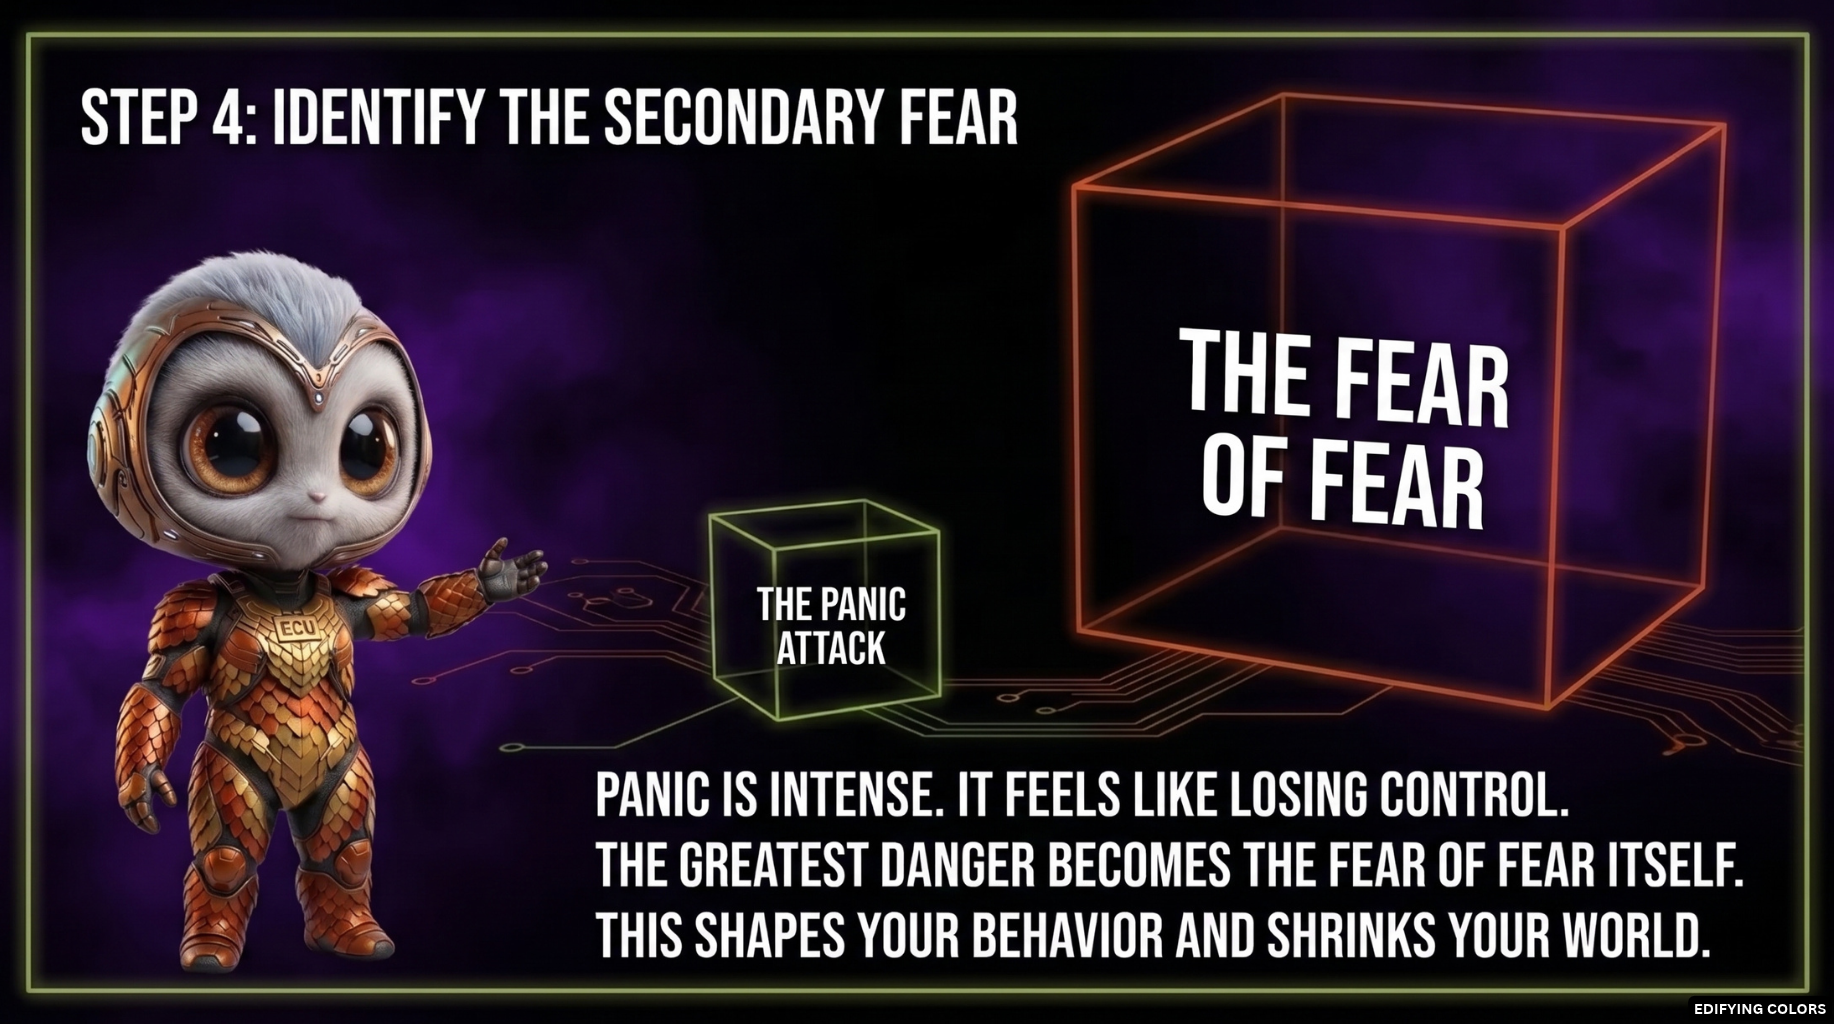 STEP 4: IDENTIFY THE SECONDARY FEAR
THE FEAR
OF FEAR
ECU
THE PANIC
ATTACK
PANIC IS INTENSE. IT FEELS LIKE LOSING CONTROL.
THE GREATEST DANGER BECOMES THE FEAR OF FEAR ITSELF.
THIS SHAPES YOUR BEHAVIOR AND SHRINKS YOUR WORLD.
EDIFYING COLORS